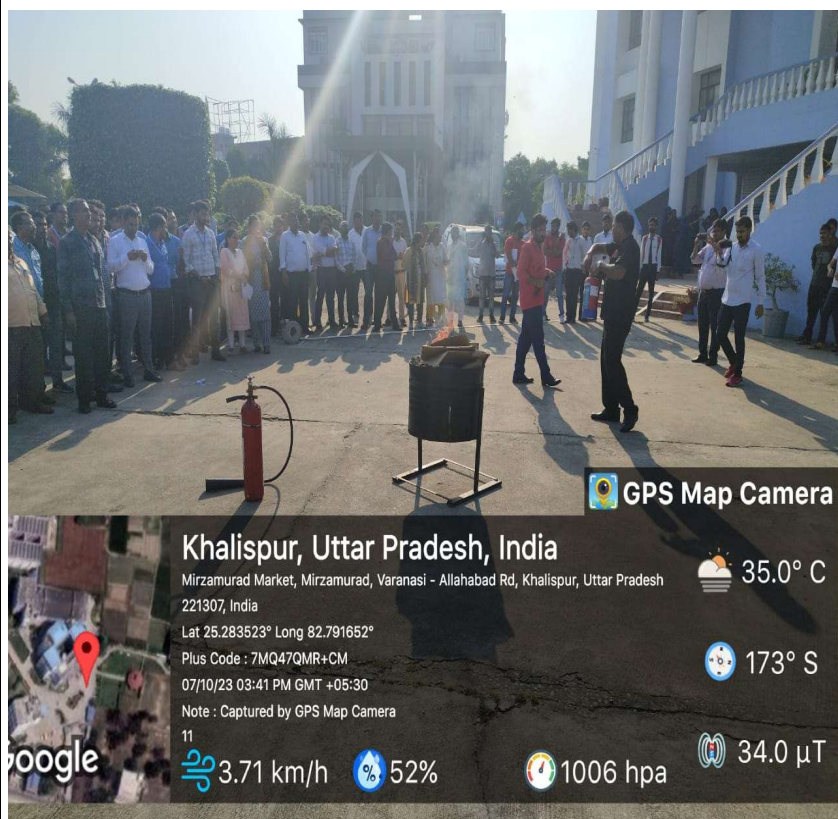 GPS Map Camera
Khalispur, Uttar Pradesh, India
Mirzamurad Market, Mirzamurad, Varanasi - Allahabad Rd, Khalispur, Uttar Pradesh
221307, India
Lat 25.283523° Long 82.791652°
Plus Code : 7MQ47QMR+CM
07/10/23 03:41 PM GMT +05:30
Note : Captured by GPS Map Camera
11
35.0° C
173° S
34.0 µT
3.71 km/h
52%
1006 hpa
Google